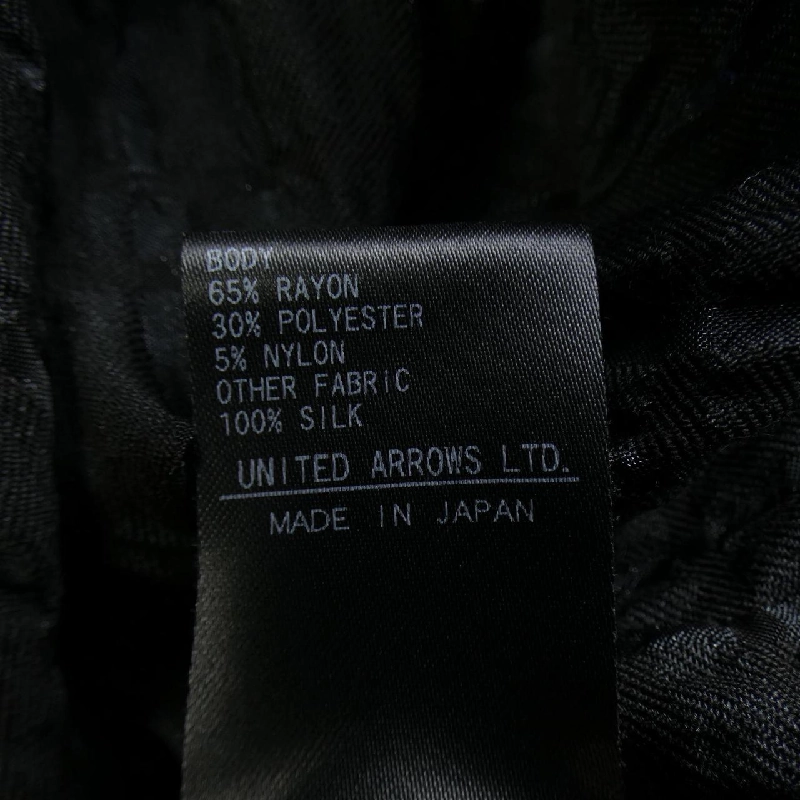 BODY
65% RAYON
30% POLYESTER
5% NYLON
OTHER FABRIC
100% SILK
UNITED ARROWS LTD.
MADE IN JAPAN